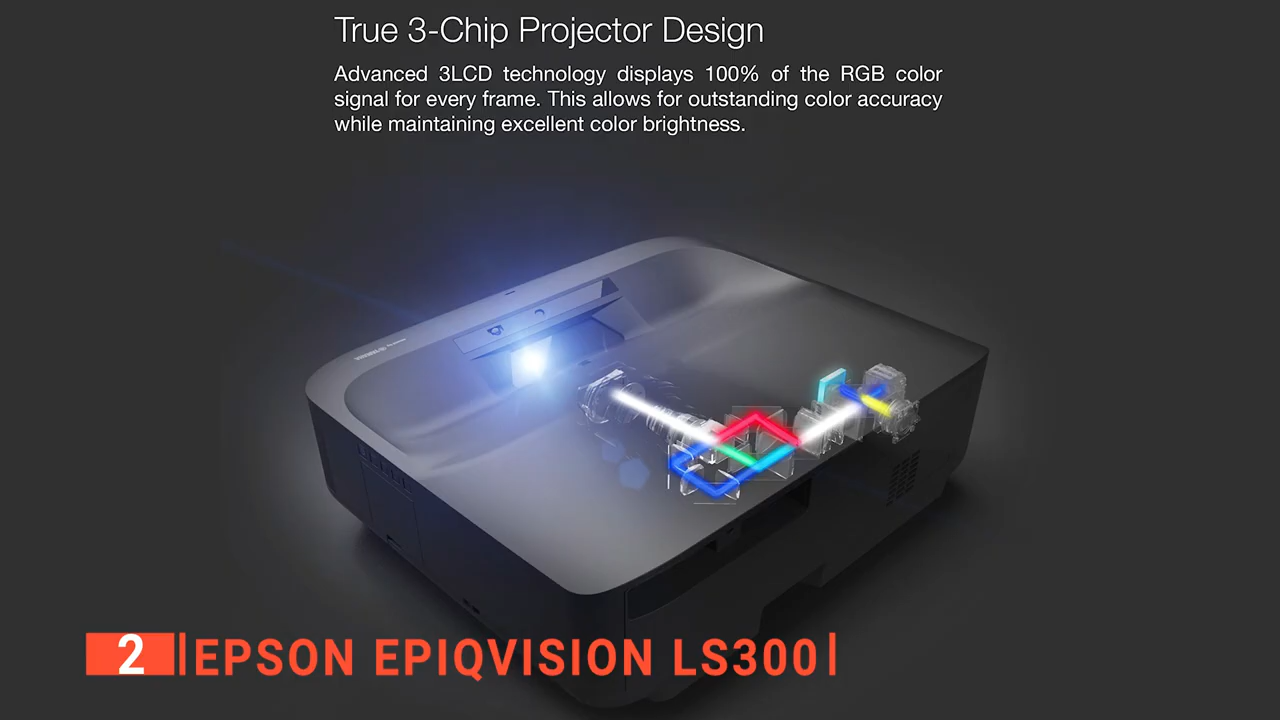 True 3-Chip Projector Design
Advanced 3LCD technology displays 100% of the RGB color
signal for every frame. This allows for outstanding color accuracy
while maintaining excellent color brightness.
2 EPSON EPIQVISION LS300